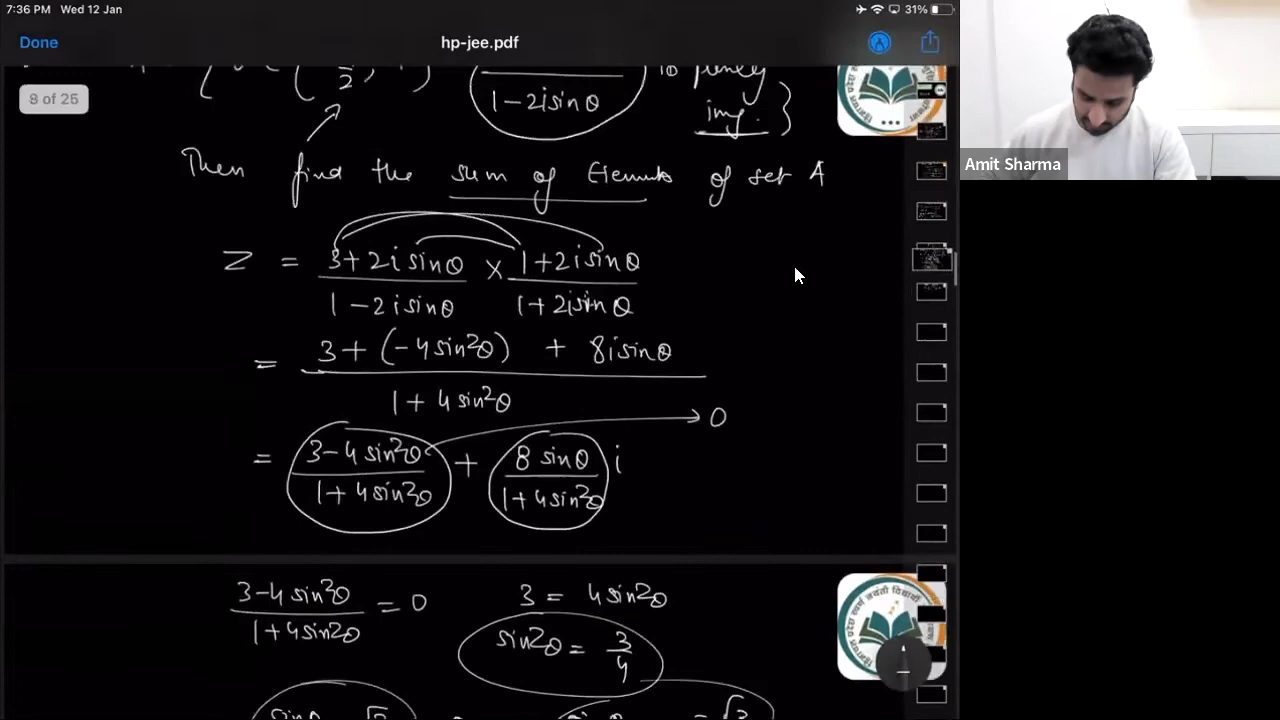 7:36 PM Wed 12 Jan
31%
Done
hp-jee.pdf
8 of 25
Amit Sharma
1 - 2isinθ
is purely
img. }
Then find the sum of Elements of set A
Z = 3 + 2isinθ / 1 - 2isinθ × 1 + 2isinθ / 1 + 2isinθ
= 3 + (-4sin²θ) + 8isinθ / 1 + 4sin²θ
= 3 - 4sin²θ / 1 + 4sin²θ + 8sinθ / 1 + 4sin²θ i → 0
3 - 4sin²θ / 1 + 4sin²θ = 0
3 = 4sin²θ
sin²θ = 3/4